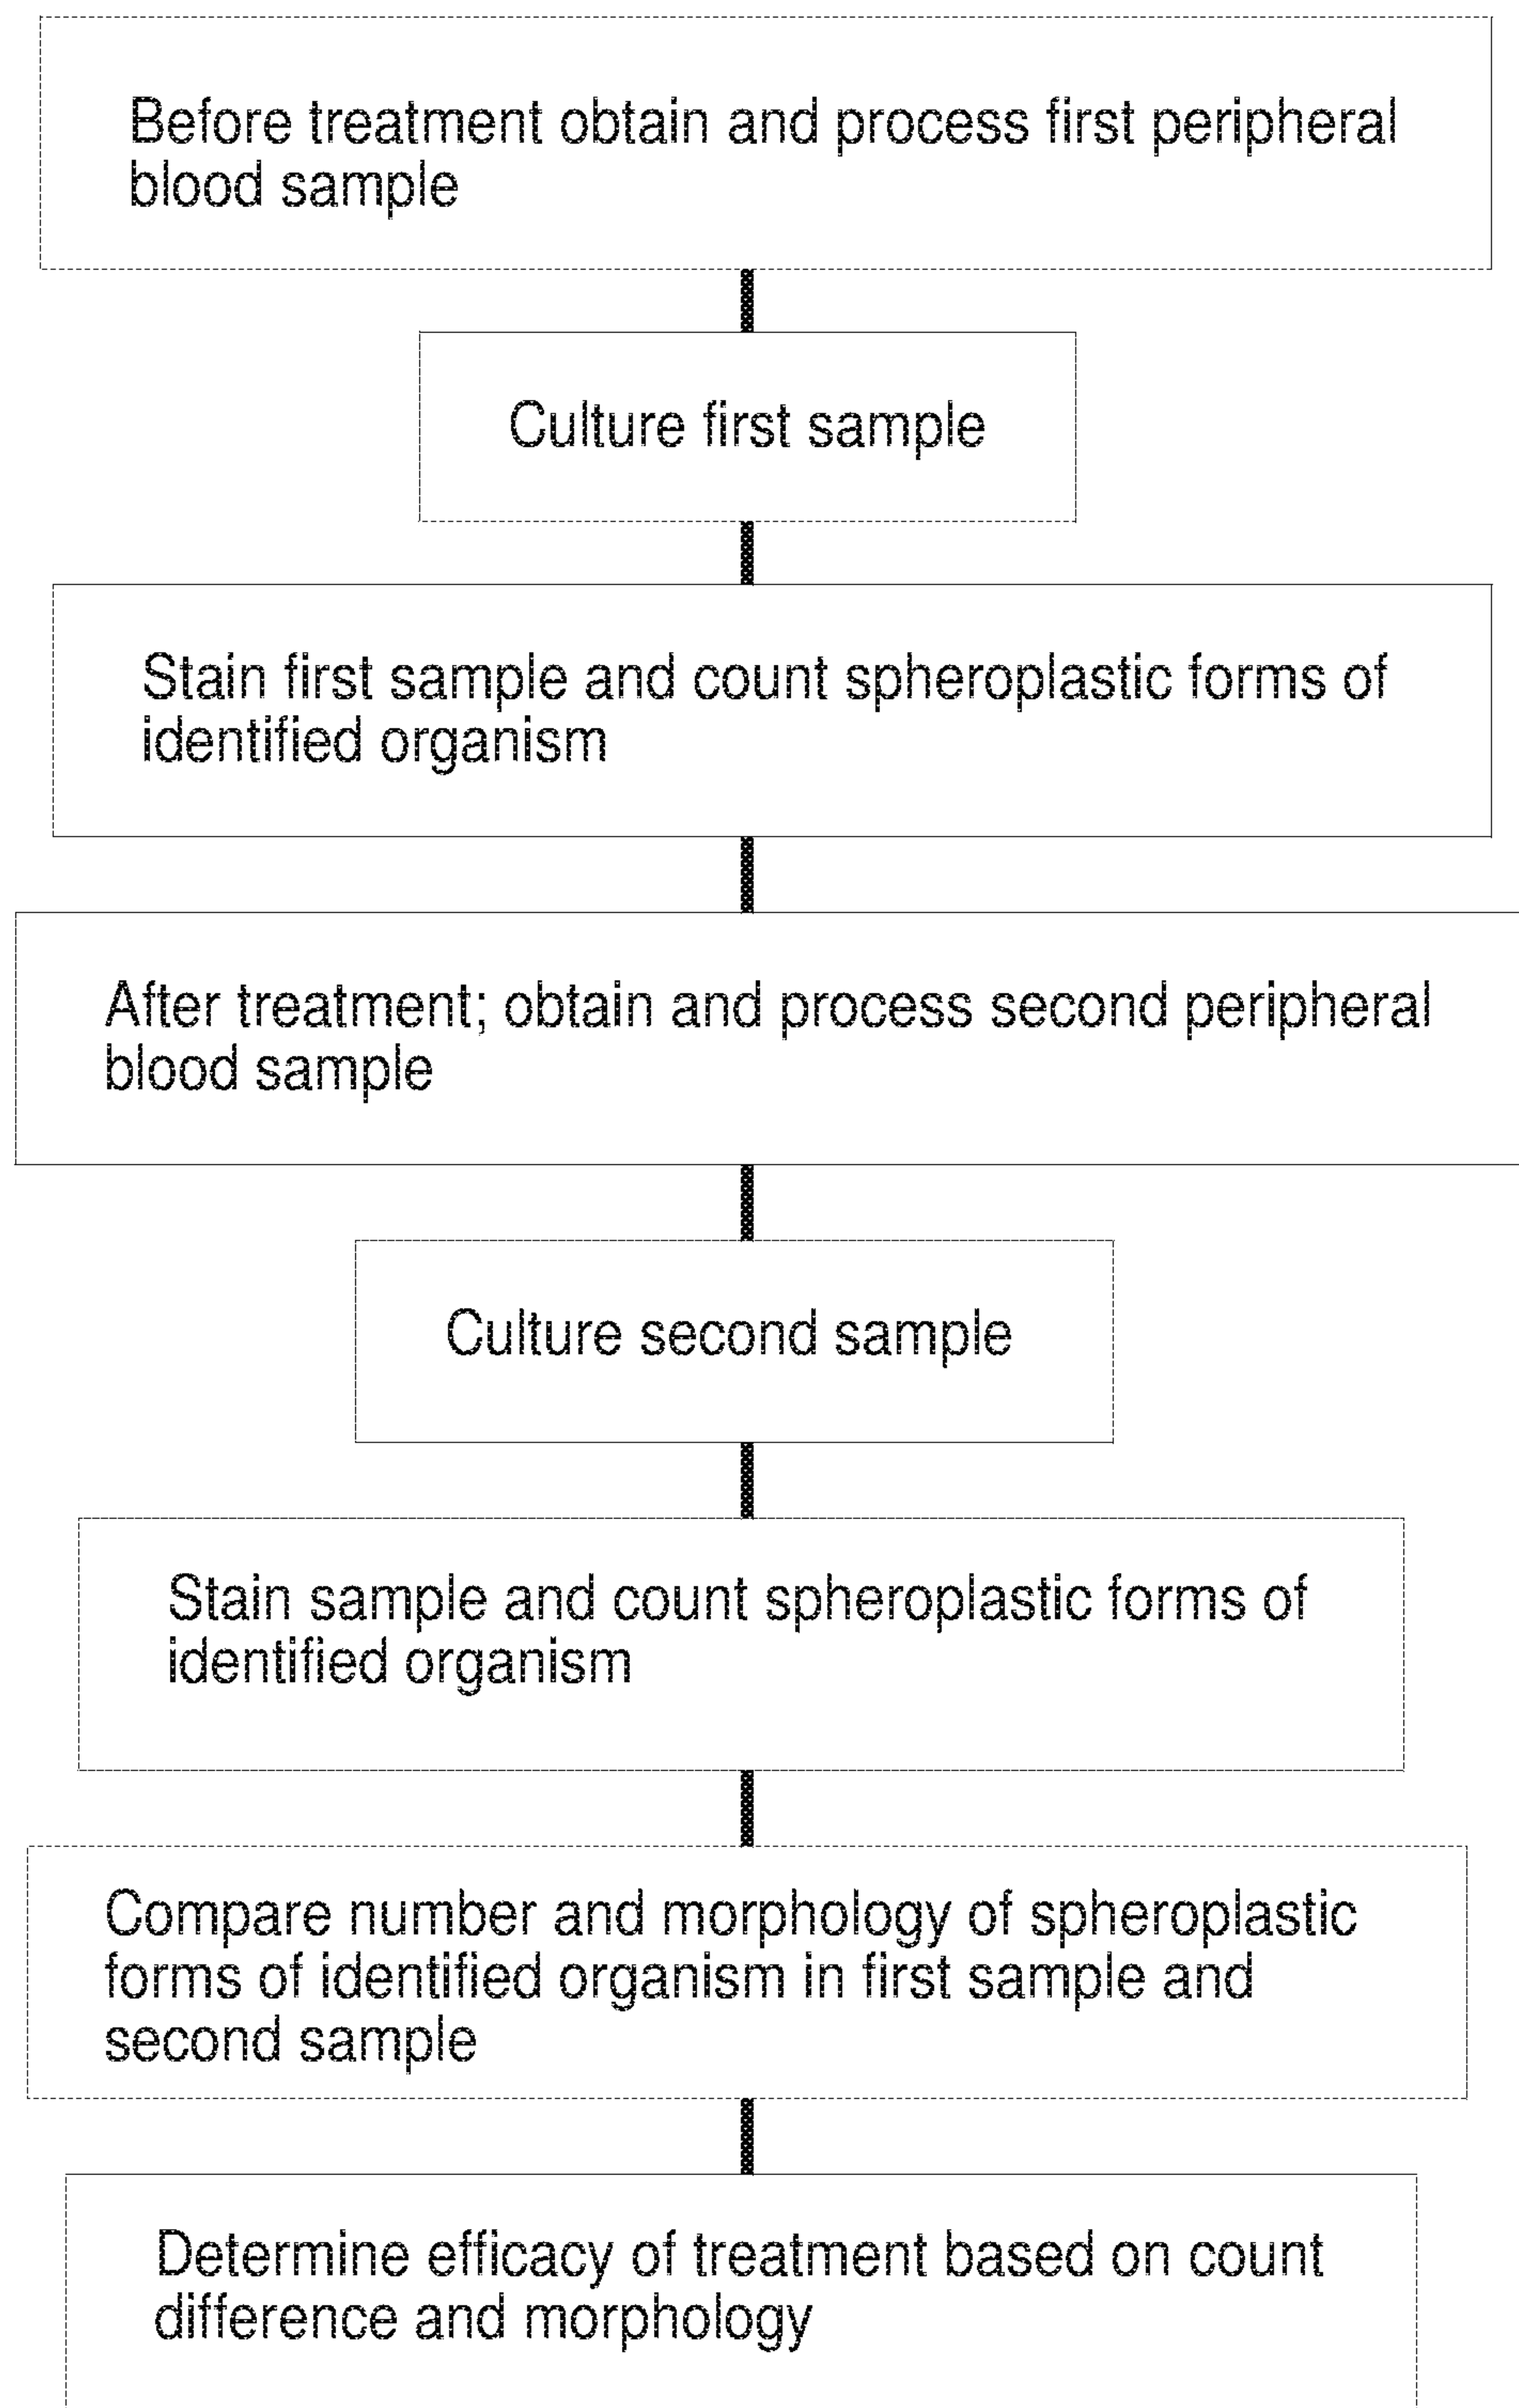 Before treatment obtain and process first peripheral
blood sample
Culture first sample
Stain first sample and count spheroplastic forms of
identified organism
After treatment; obtain and process second peripheral
blood sample
Culture second sample
Stain sample and count spheroplastic forms of
identified organism
Compare number and morphology of spheroplastic
forms of identified organism in first sample and
second sample
Determine efficacy of treatment based on count
difference and morphology